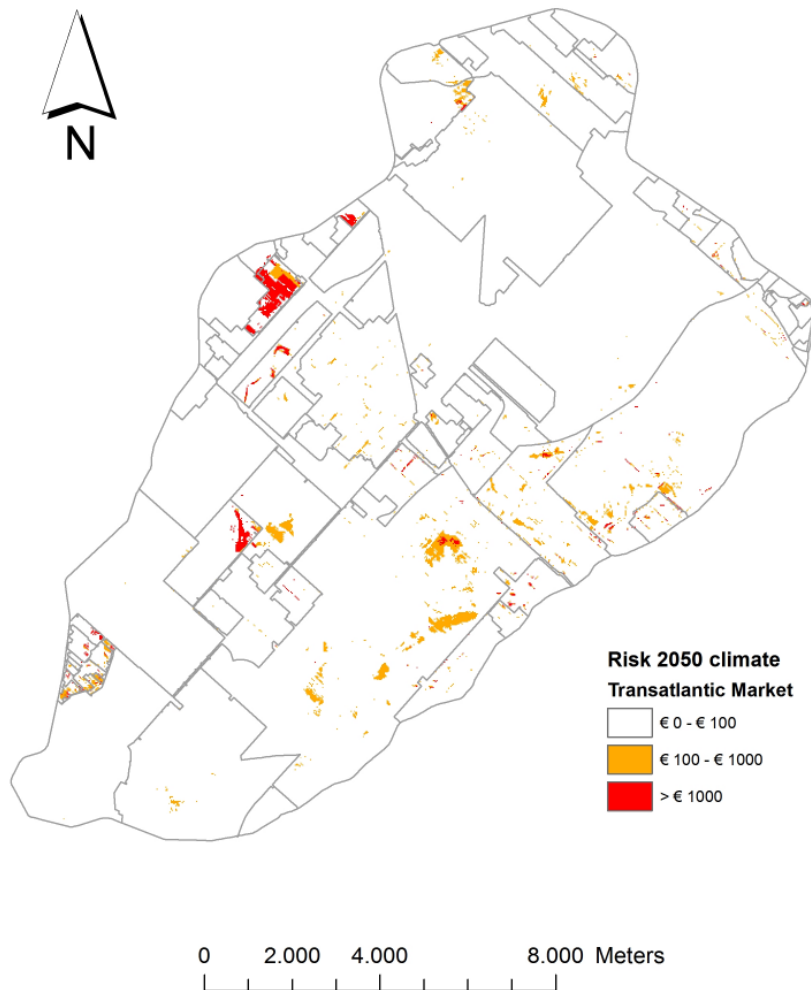 N
Risk 2050 climate
Transatlantic Market
€ 0 - € 100
€ 100 - € 1000
> € 1000
0 2.000 4.000 8.000 Meters